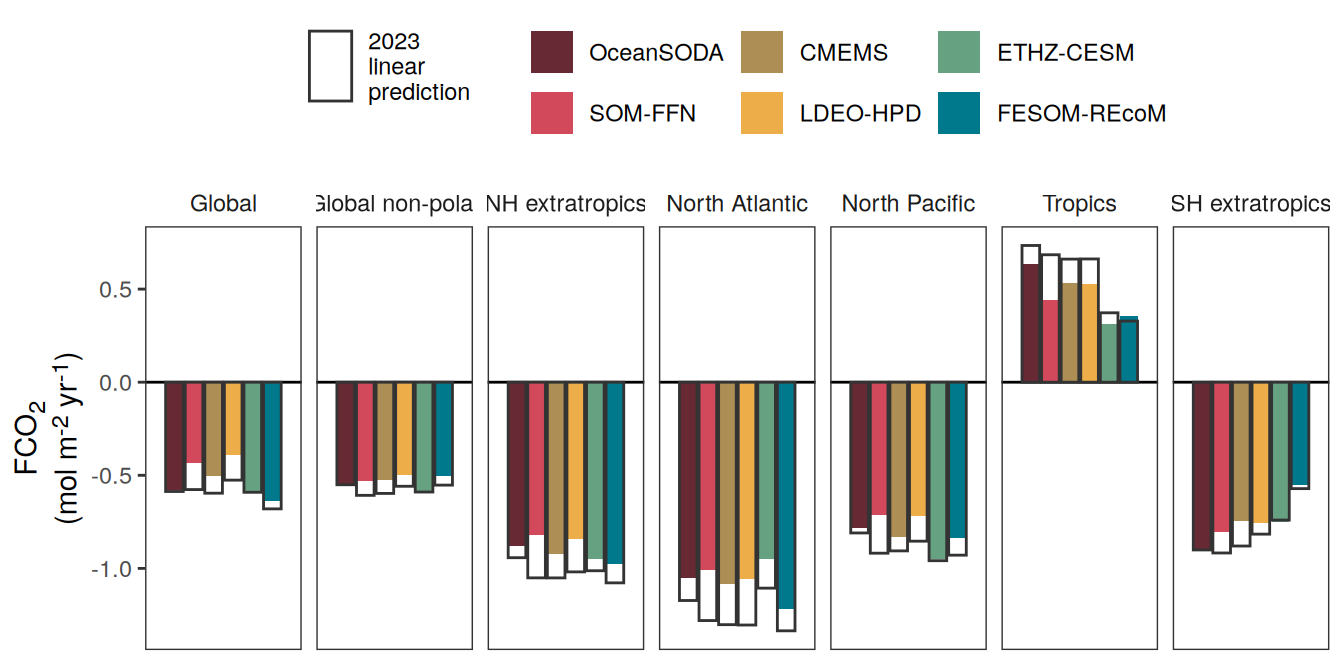 2023
linear
prediction
OceanSODA
CMEMS
ETHZ-CESM
SOM-FFN
LDEO-HPD
FESOM-REcoM
Global
Global non-pola
NH extratropics
North Atlantic
North Pacific
Tropics
SH extratropics
0.5
0.0
-0.5
-1.0
FCO₂
(mol m⁻² yr⁻¹)